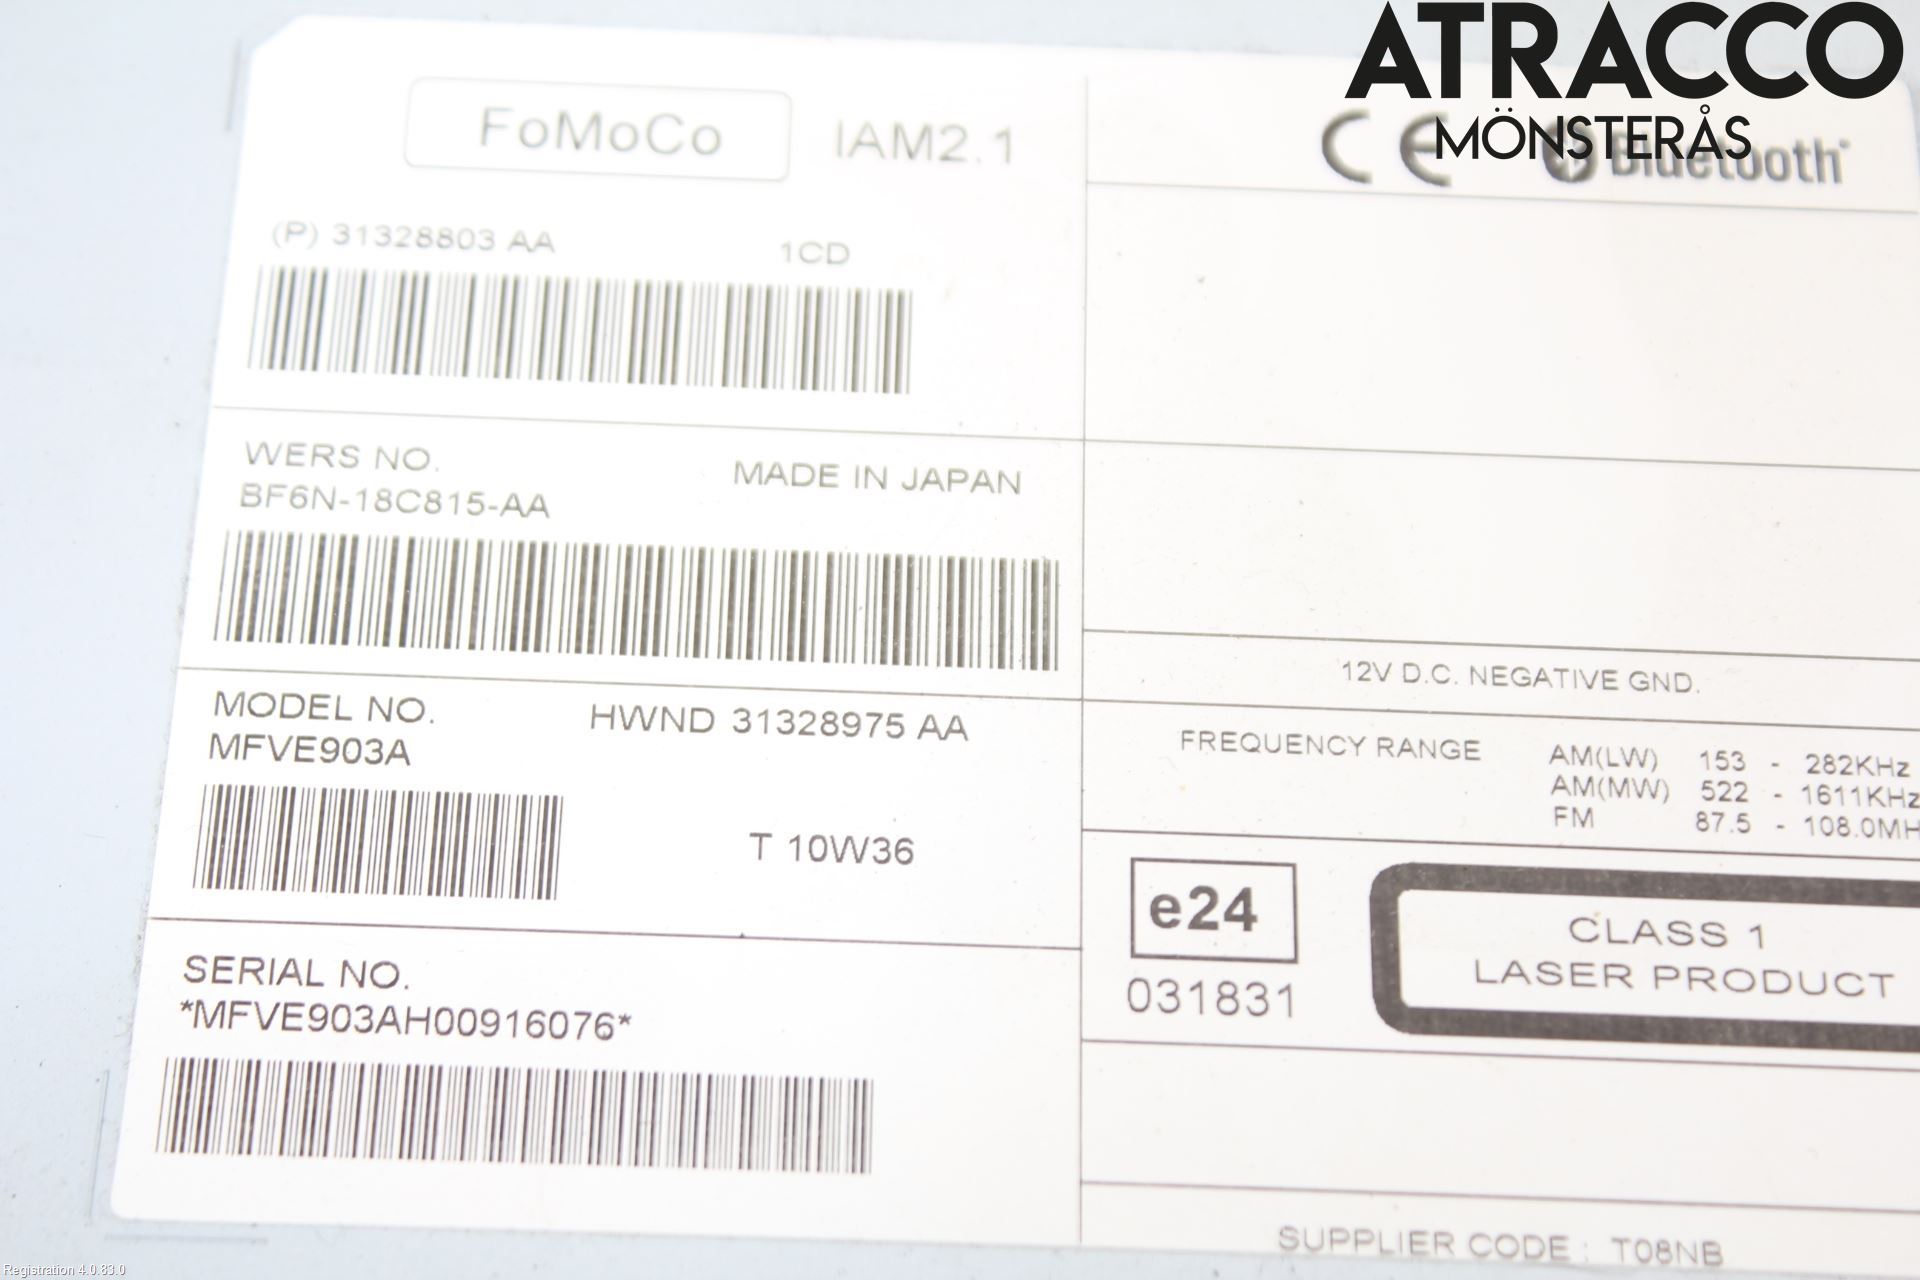 ATRACCO
MÖNSTERÅS
FoMoCo IAM2.1
CE Bluetooth
(P) 31328803 AA 1CD
WERS NO. MADE IN JAPAN
BF6N-18C815-AA
12V D.C. NEGATIVE GND.
MODEL NO. HWND 31328975 AA
MFVE903A
T 10W36
FREQUENCY RANGE AM(LW) 153 - 282KHz
AM(MW) 522 - 1611KHz
FM 87.5 - 108.0MH
e24
031831
CLASS 1
LASER PRODUCT
SERIAL NO.
*MFVE903AH00916076*
SUPPLIER CODE : T08NB
Registration 4.0.83.0